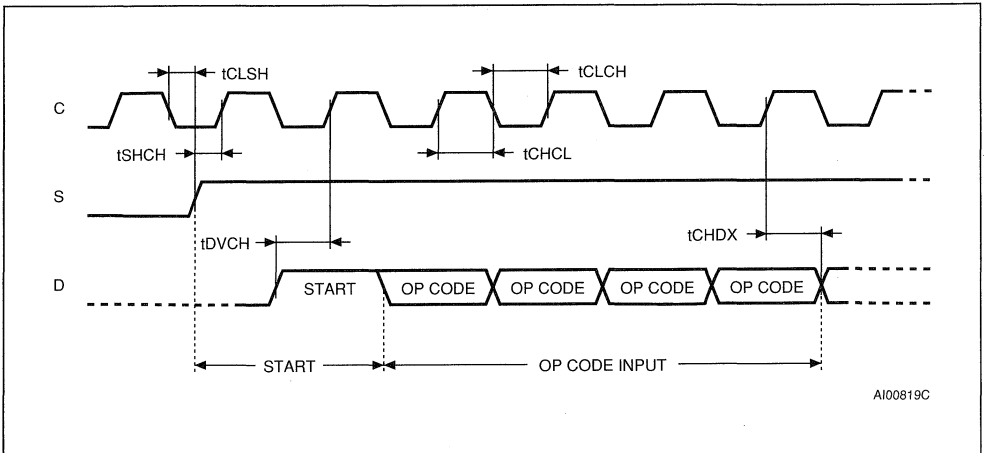 tCLSH
tCLCH
C
tSHCH
tCHCL
S
tDVCH
tCHDX
D
START
OP CODE
OP CODE
OP CODE
OP CODE
START
OP CODE INPUT
AI00819C